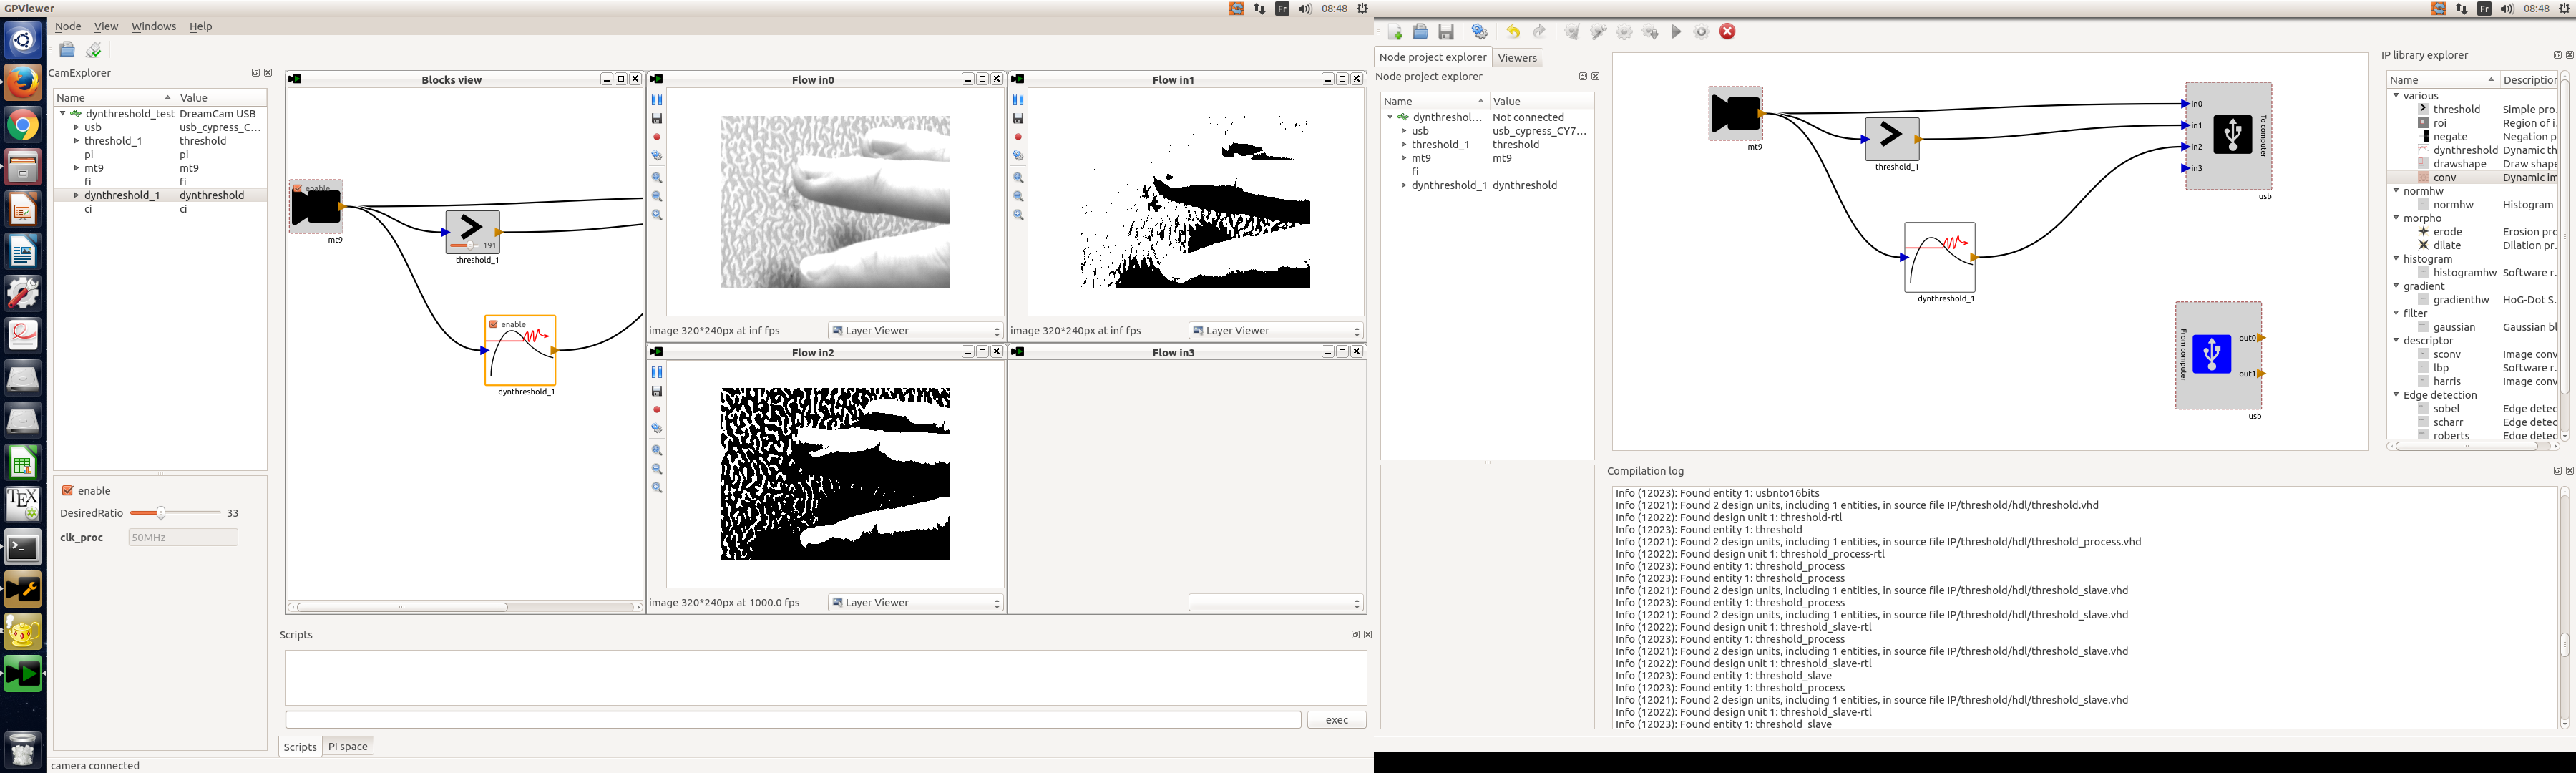 GPViewer
Fr
08:48
Node View Windows Help
CamExplorer
Name Value
dynthreshold_test DreamCam USB
usb usb_cypress_C...
threshold_1 threshold
pi pi
mt9 mt9
fi fi
dynthreshold_1 dynthreshold
ci ci
enable
DesiredRatio 33
clk_proc 50MHz
Blocks view
enable
mt9
191
threshold_1
enable
dynthreshold_1
Flow in0
image 320*240px at inf fps Layer Viewer
Flow in1
image 320*240px at inf fps Layer Viewer
Flow in2
image 320*240px at 1000.0 fps Layer Viewer
Flow in3
Scripts
exec
Scripts PI space
camera connected
Fr
08:48
Node project explorer Viewers
Node project explorer
Name Value
dynthreshol... Not connected
usb usb_cypress_CY7...
threshold_1 threshold
mt9 mt9
fi
dynthreshold_1 dynthreshold
mt9
threshold_1
dynthreshold_1
in0
in1
in2
in3
To computer
usb
From computer
out0
out1
usb
IP library explorer
Name Description
various
threshold Simple pro...
roi Region of i...
negate Negation p
dynthreshold Dynamic th
drawshape Draw shape
conv Dynamic im
normhw
normhw Histogram
morpho
erode Erosion pro
dilate Dilation pr...
histogram
histogramhw Software r...
gradient
gradienthw HoG-Dot S...
filter
gaussian Gaussian bl
descriptor
sconv Image conv
lbp Software r...
harris Image conv
Edge detection
sobel Edge detec
scharr Edge detec
roberts Edge detec
Compilation log
Info (12023): Found entity 1: usbnto16bits
Info (12021): Found 2 design units, including 1 entities, in source file IP/threshold/hdl/threshold.vhd
Info (12022): Found design unit 1: threshold-rtl
Info (12023): Found entity 1: threshold
Info (12021): Found 2 design units, including 1 entities, in source file IP/threshold/hdl/threshold_process.vhd
Info (12022): Found design unit 1: threshold_process-rtl
Info (12023): Found entity 1: threshold_process
Info (12023): Found entity 1: threshold_process
Info (12021): Found 2 design units, including 1 entities, in source file IP/threshold/hdl/threshold_slave.vhd
Info (12023): Found entity 1: threshold_process
Info (12021): Found 2 design units, including 1 entities, in source file IP/threshold/hdl/threshold_slave.vhd
Info (12022): Found design unit 1: threshold_slave-rtl
Info (12023): Found entity 1: threshold_process
Info (12021): Found 2 design units, including 1 entities, in source file IP/threshold/hdl/threshold_slave.vhd
Info (12022): Found design unit 1: threshold_slave-rtl
Info (12023): Found entity 1: threshold_slave
Info (12023): Found entity 1: threshold_process
Info (12021): Found 2 design units, including 1 entities, in source file IP/threshold/hdl/threshold_slave.vhd
Info (12022): Found design unit 1: threshold_slave-rtl
Info (12023): Found entity 1: threshold_slave